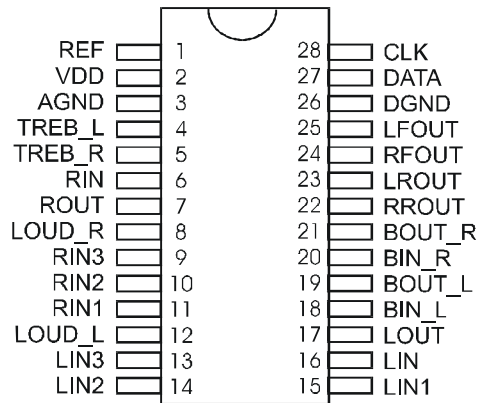 REF 1 28 CLK
VDD 2 27 DATA
AGND 3 26 DGND
TREB_L 4 25 LFOUT
TREB_R 5 24 RFOUT
RIN 6 23 LROUT
ROUT 7 22 RROUT
LOUD_R 8 21 BOUT_R
RIN3 9 20 BIN_R
RIN2 10 19 BOUT_L
RIN1 11 18 BIN_L
LOUD_L 12 17 LOUT
LIN3 13 16 LIN
LIN2 14 15 LIN1